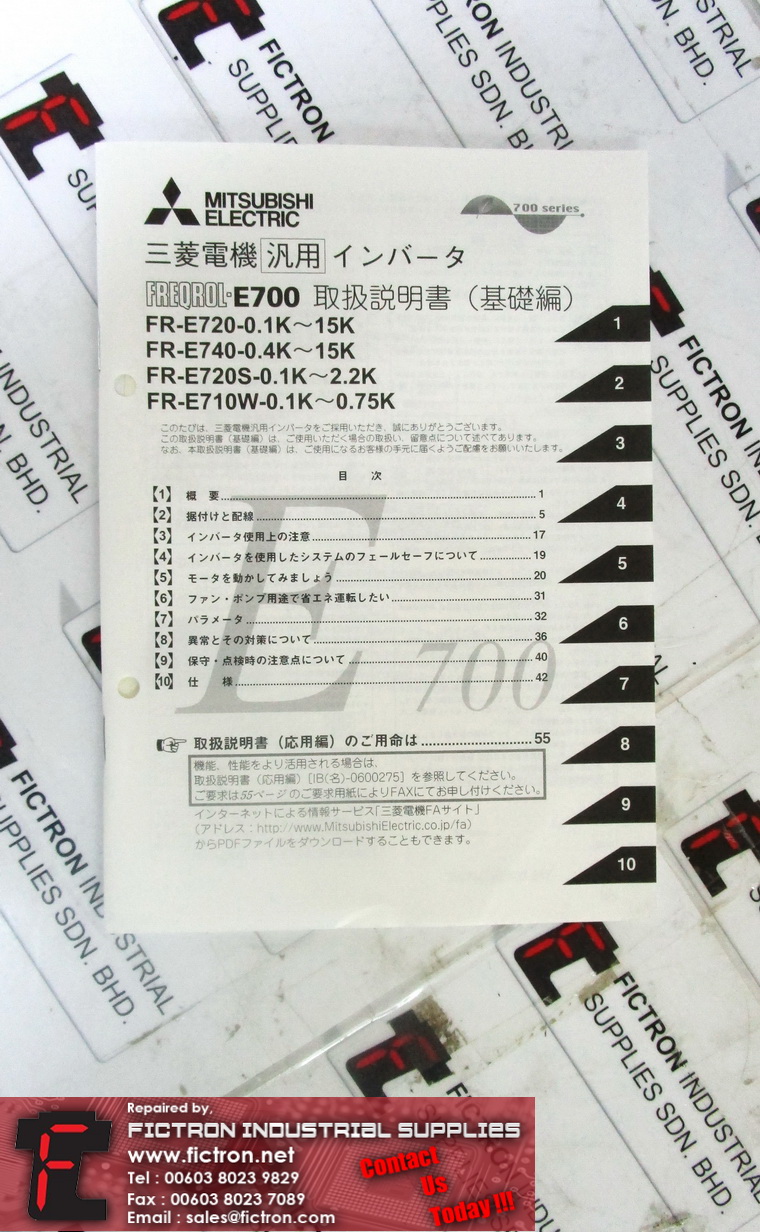 FICTRON INDUSTRIAL
SUPPLIES SDN. BHD.
MITSUBISHI
ELECTRIC
700 series
三菱電機 汎用 インバータ
FREQROL-E700 取扱説明書（基礎編）
FR-E720-0.1K～15K
FR-E740-0.4K～15K
FR-E720S-0.1K～2.2K
FR-E710W-0.1K～0.75K
このたびは、三菱電機汎用インバータをご採用いただき、誠にありがとうございます。
この取扱説明書（基礎編）は、ご使用いただく場合の取扱い、留意点について述べてあります。
なお、本取扱説明書（基礎編）は、ご使用になるお客様の手元に届くようご配慮をお願いいたします。
目 次
【1】 概 要 1
【2】 据付けと配線 5
【3】 インバータ使用上の注意 17
【4】 インバータを使用したシステムのフェールセーフについて 19
【5】 モータを動かしてみましょう 20
【6】 ファン・ポンプ用途で省エネ運転したい 31
【7】 パラメータ 32
【8】 異常とその対策について 36
【9】 保守・点検時の注意点について 40
【10】 仕 様 42
取扱説明書（応用編）のご用命は 55
機能、性能をより活用される場合は、
取扱説明書（応用編）[IB(名)-0600275] を参照してください。
ご要求は55ページのご要求用紙によりFAXにてお申し付けください。
インターネットによる情報サービス「三菱電機FAサイト」
（アドレス：http://www.MitsubishiElectric.co.jp/fa）
からPDFファイルをダウンロードすることもできます。
E 700
1
2
3
4
5
6
7
8
9
10
Repaired by,
FICTRON INDUSTRIAL SUPPLIES
www.fictron.net
Tel : 00603 8023 9829
Fax : 00603 8023 7089
Email : sales@fictron.com
Contact
Us
Today !!!